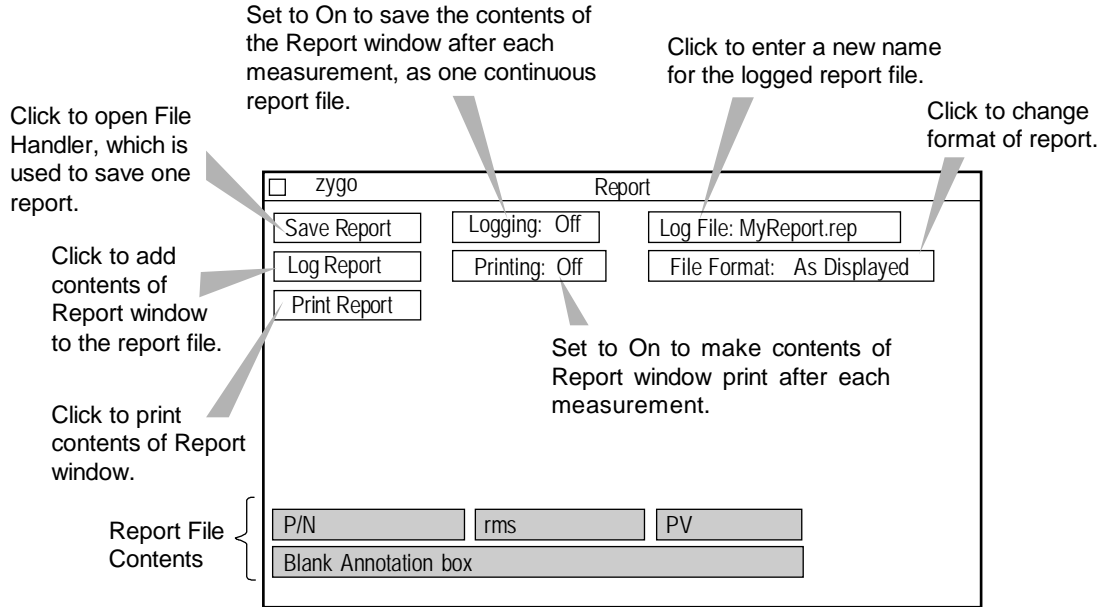 Set to On to save the contents of
the Report window after each
measurement, as one continuous
report file.
Click to enter a new name
for the logged report file.
Click to change
format of report.
Click to open File
Handler, which is
used to save one
report.
Click to add
contents of
Report window
to the report file.
Click to print
contents of Report
window.
zygo Report
Save Report Logging: Off Log File: MyReport.rep
Log Report Printing: Off File Format: As Displayed
Print Report
Set to On to make contents of
Report window print after each
measurement.
Report File
Contents
P/N rms PV
Blank Annotation box